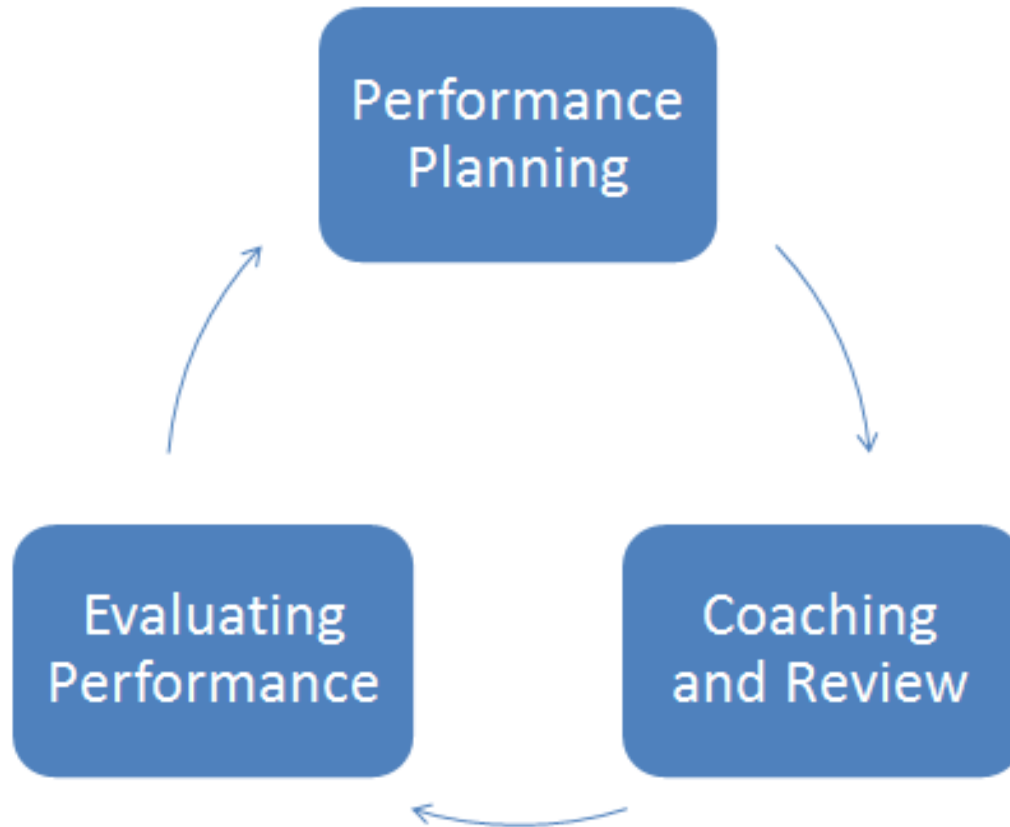 Performance
Planning
Coaching
and Review
Evaluating
Performance